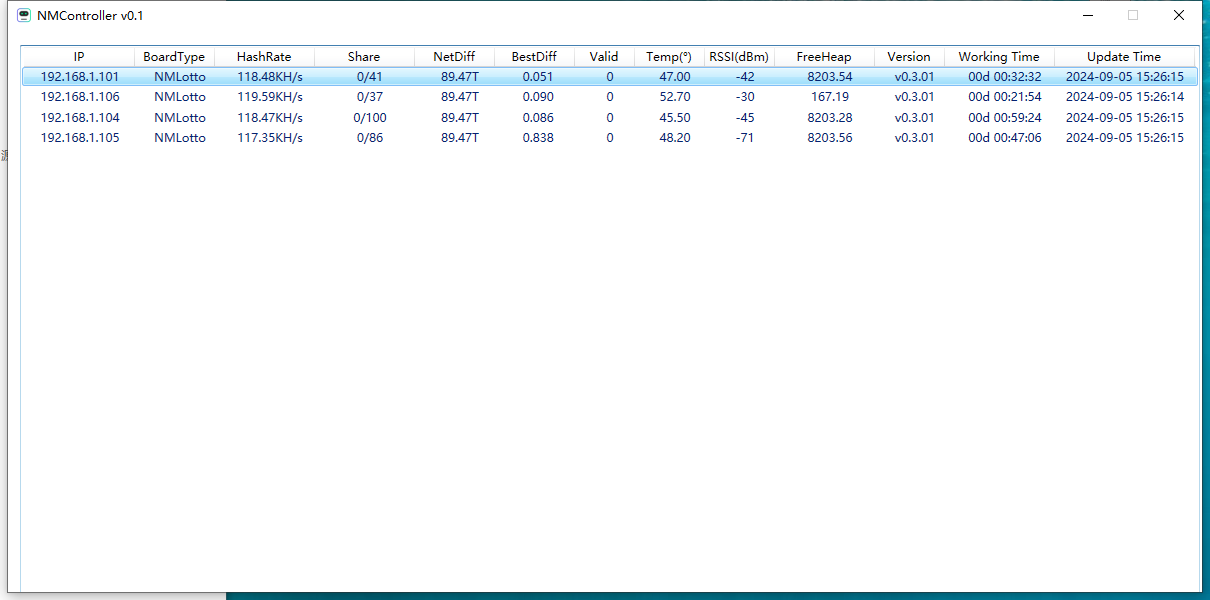 NMController v0.1
IP BoardType HashRate Share NetDiff BestDiff Valid Temp(°) RSSI(dBm) FreeHeap Version Working Time Update Time
192.168.1.101 NMLotto 118.48KH/s 0/41 89.47T 0.051 0 47.00 -42 8203.54 v0.3.01 00d 00:32:32 2024-09-05 15:26:15
192.168.1.106 NMLotto 119.59KH/s 0/37 89.47T 0.090 0 52.70 -30 167.19 v0.3.01 00d 00:21:54 2024-09-05 15:26:14
192.168.1.104 NMLotto 118.47KH/s 0/100 89.47T 0.086 0 45.50 -45 8203.28 v0.3.01 00d 00:59:24 2024-09-05 15:26:15
192.168.1.105 NMLotto 117.35KH/s 0/86 89.47T 0.838 0 48.20 -71 8203.56 v0.3.01 00d 00:47:06 2024-09-05 15:26:15